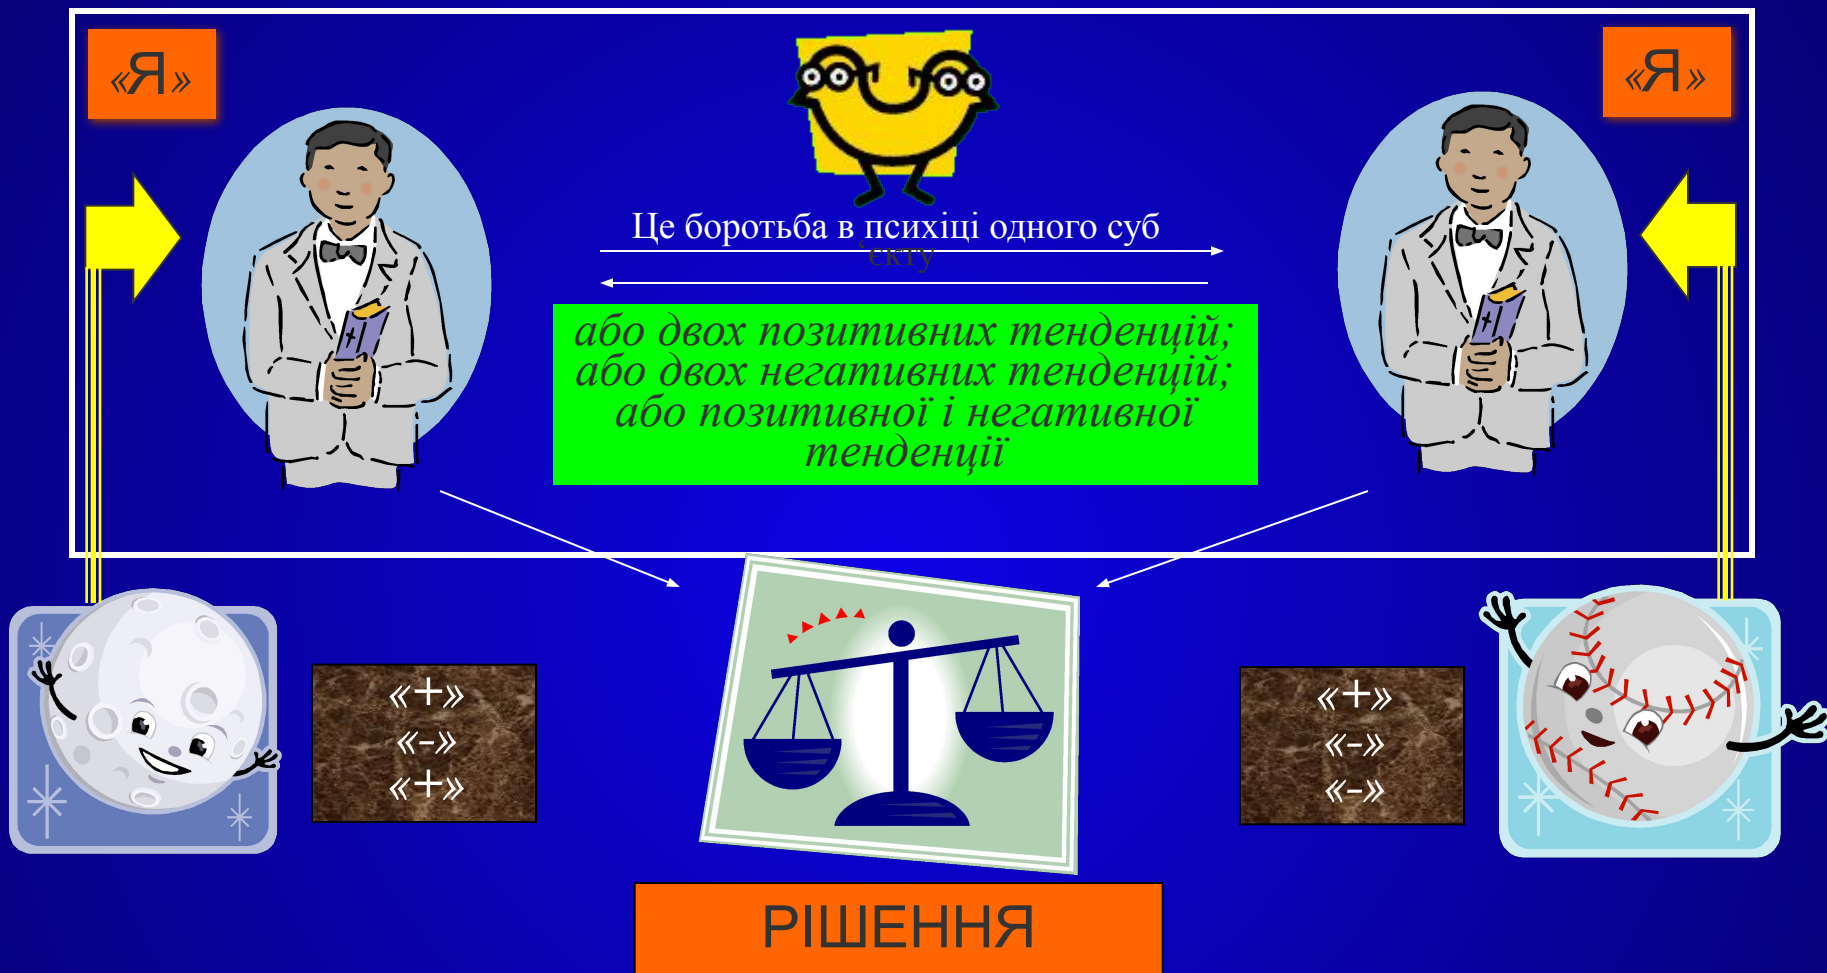 «Я»
«Я»
Це боротьба в психіці одного суб
‘єкту
або двох позитивних тенденцій;
або двох негативних тенденцій;
або позитивної і негативної
тенденції
«+»
«-»
«+»
«+»
«-»
«-»
РІШЕННЯ